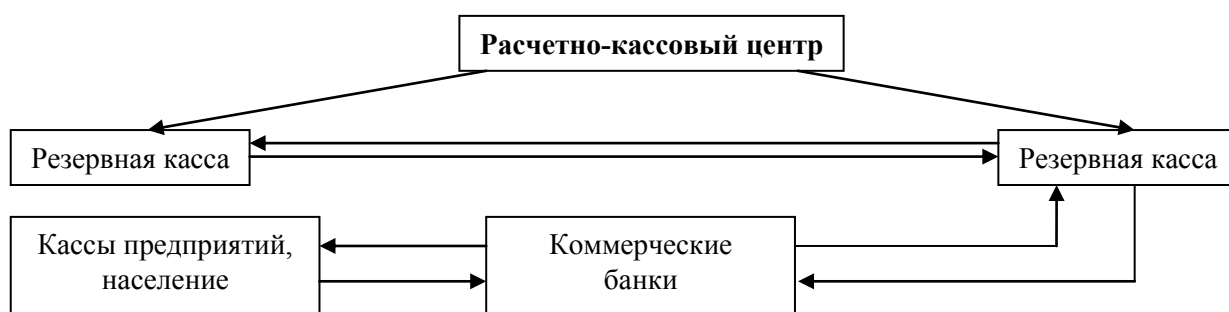 Расчетно-кассовый центр
Резервная касса
Резервная касса
Кассы предприятий,
население
Коммерческие
банки